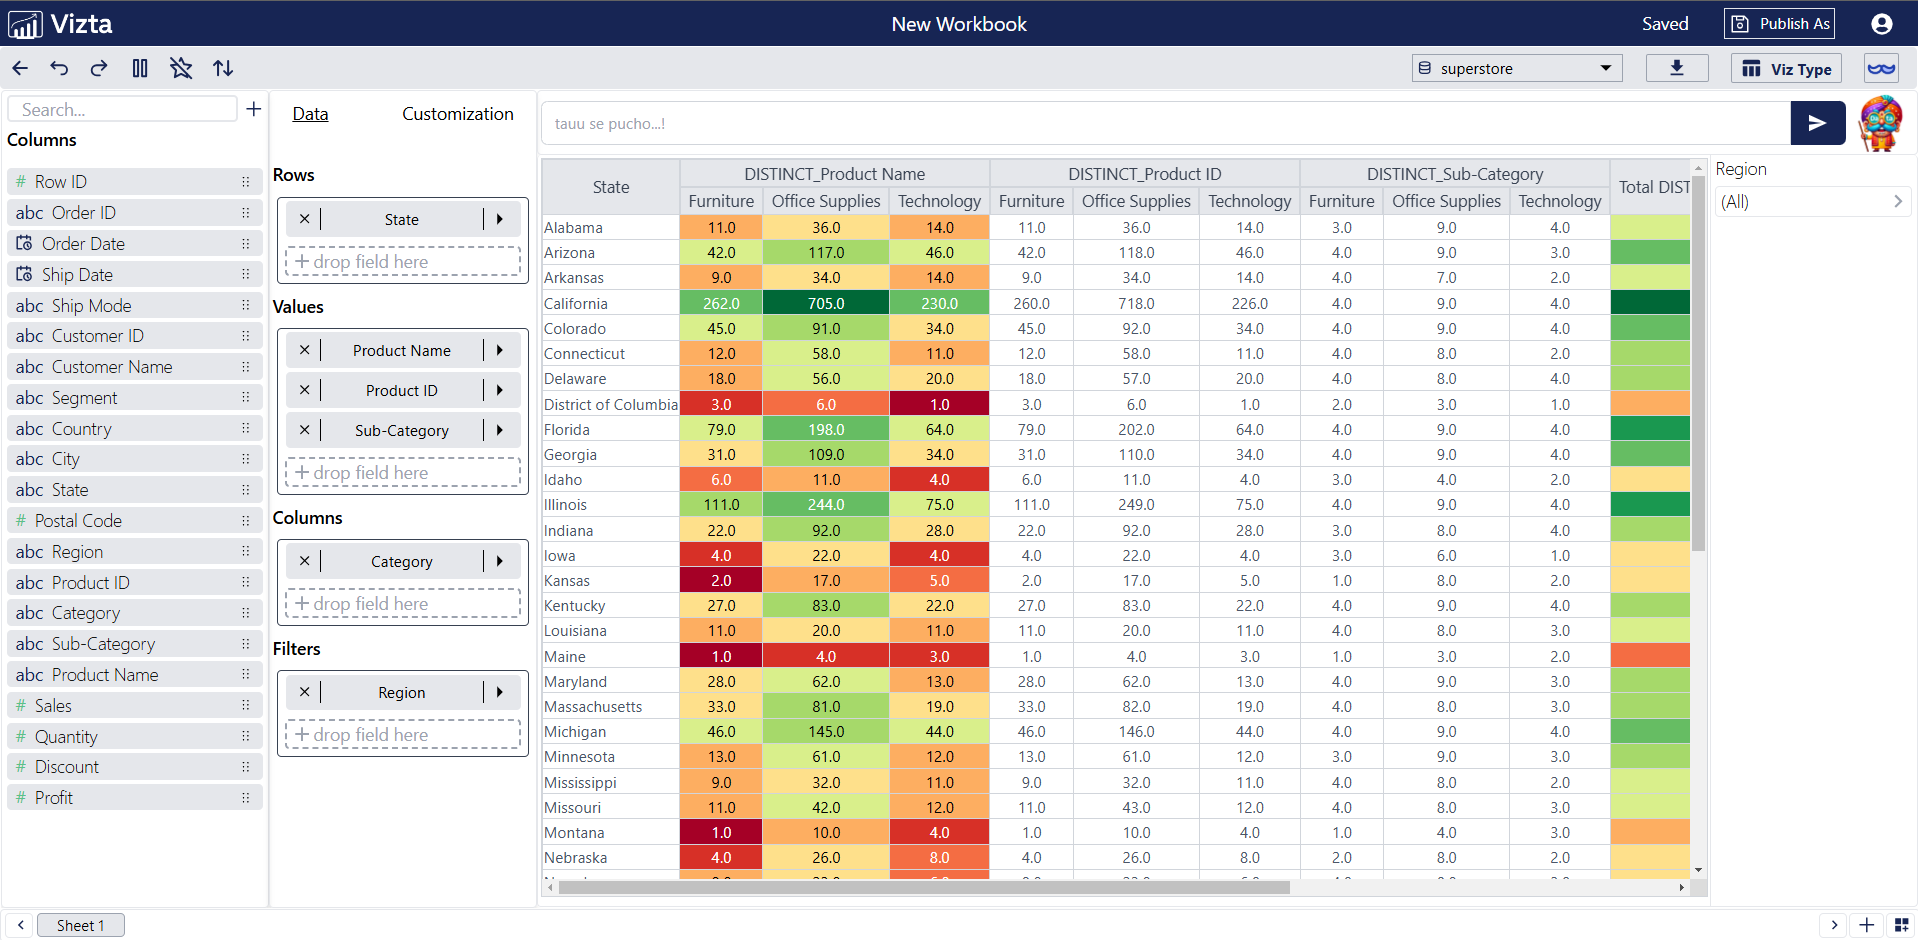 Vizta
New Workbook
Saved
Publish As
superstore
Viz Type
Search...
Columns
# Row ID
abc Order ID
Order Date
Ship Date
abc Ship Mode
abc Customer ID
abc Customer Name
abc Segment
abc Country
abc City
abc State
# Postal Code
abc Region
abc Product ID
abc Category
abc Sub-Category
abc Product Name
# Sales
# Quantity
# Discount
# Profit
Data Customization
Rows
State
+ drop field here
Values
Product Name
Product ID
Sub-Category
+ drop field here
Columns
Category
+ drop field here
Filters
Region
+ drop field here
tauu se pucho...!
State DISTINCT_Product Name DISTINCT_Product ID DISTINCT_Sub-Category Total DIST
Furniture Office Supplies Technology Furniture Office Supplies Technology Furniture Office Supplies Technology
Alabama 11.0 36.0 14.0 11.0 36.0 14.0 3.0 9.0 4.0
Arizona 42.0 117.0 46.0 42.0 118.0 46.0 4.0 9.0 3.0
Arkansas 9.0 34.0 14.0 9.0 34.0 14.0 4.0 7.0 2.0
California 262.0 705.0 230.0 260.0 718.0 226.0 4.0 9.0 4.0
Colorado 45.0 91.0 34.0 45.0 92.0 34.0 4.0 9.0 4.0
Connecticut 12.0 58.0 11.0 12.0 58.0 11.0 4.0 8.0 2.0
Delaware 18.0 56.0 20.0 18.0 57.0 20.0 4.0 8.0 4.0
District of Columbia 3.0 6.0 1.0 3.0 6.0 1.0 2.0 3.0 1.0
Florida 79.0 198.0 64.0 79.0 202.0 64.0 4.0 9.0 4.0
Georgia 31.0 109.0 34.0 31.0 110.0 34.0 4.0 9.0 4.0
Idaho 6.0 11.0 4.0 6.0 11.0 4.0 3.0 4.0 2.0
Illinois 111.0 244.0 75.0 111.0 249.0 75.0 4.0 9.0 4.0
Indiana 22.0 92.0 28.0 22.0 92.0 28.0 3.0 8.0 4.0
Iowa 4.0 22.0 4.0 4.0 22.0 4.0 3.0 6.0 1.0
Kansas 2.0 17.0 5.0 2.0 17.0 5.0 1.0 8.0 2.0
Kentucky 27.0 83.0 22.0 27.0 83.0 22.0 4.0 9.0 4.0
Louisiana 11.0 20.0 11.0 11.0 20.0 11.0 4.0 8.0 3.0
Maine 1.0 4.0 3.0 1.0 4.0 3.0 1.0 3.0 2.0
Maryland 28.0 62.0 13.0 28.0 62.0 13.0 4.0 9.0 3.0
Massachusetts 33.0 81.0 19.0 33.0 82.0 19.0 4.0 8.0 3.0
Michigan 46.0 145.0 44.0 46.0 146.0 44.0 4.0 9.0 4.0
Minnesota 13.0 61.0 12.0 13.0 61.0 12.0 3.0 9.0 3.0
Mississippi 9.0 32.0 11.0 9.0 32.0 11.0 4.0 8.0 2.0
Missouri 11.0 42.0 12.0 11.0 43.0 12.0 4.0 8.0 3.0
Montana 1.0 10.0 4.0 1.0 10.0 4.0 1.0 4.0 3.0
Nebraska 4.0 26.0 8.0 4.0 26.0 8.0 2.0 8.0 2.0
Region
(All)
Sheet 1